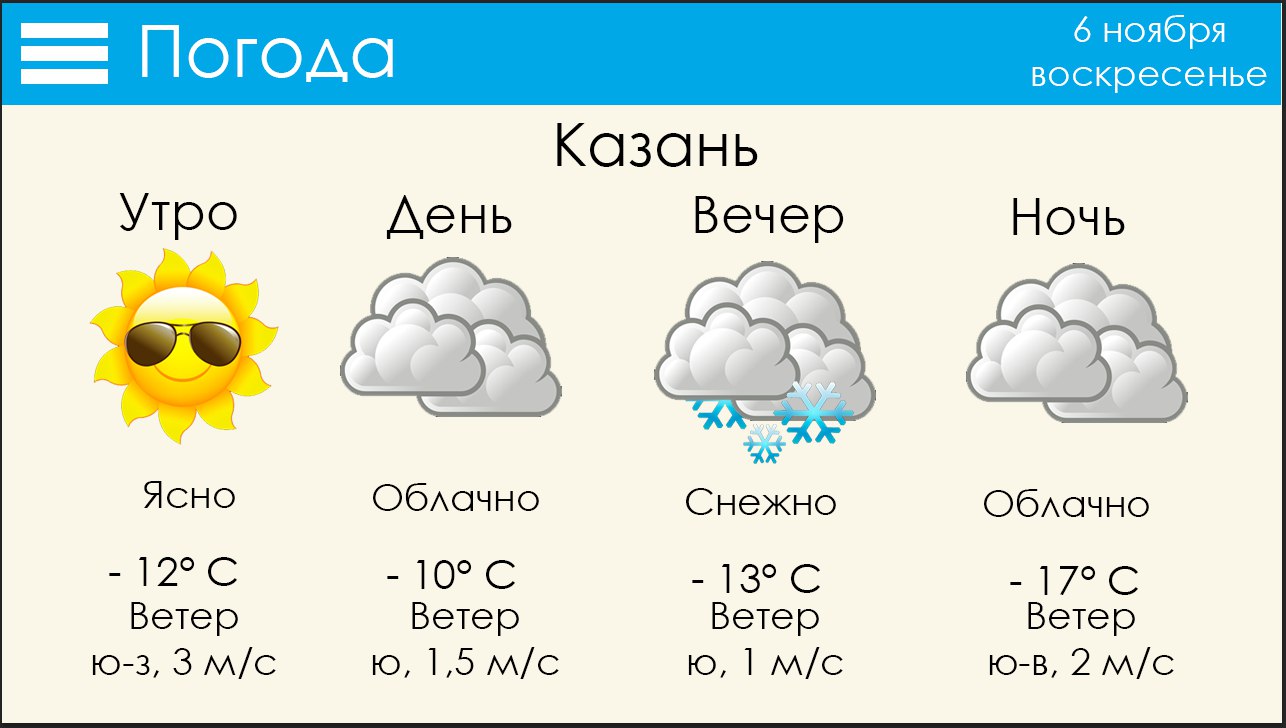 Погода
6 ноября
воскресенье
Казань
Утро День Вечер Ночь
Ясно Облачно Снежно Облачно
- 12° С - 10° С - 13° С - 17° С
Ветер Ветер Ветер Ветер
ю-з, 3 м/с ю, 1,5 м/с ю, 1 м/с ю-в, 2 м/с